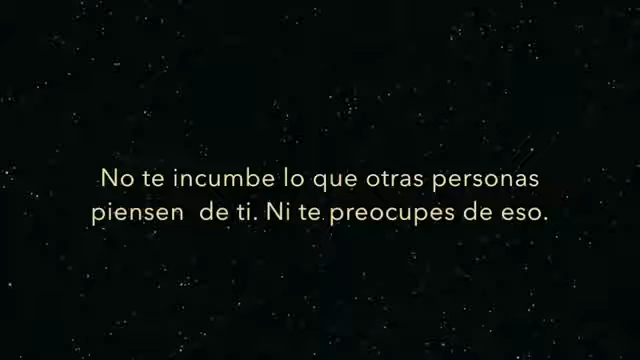 No te incumbe lo que otras personas
piensen de ti. Ni te preocupes de eso.